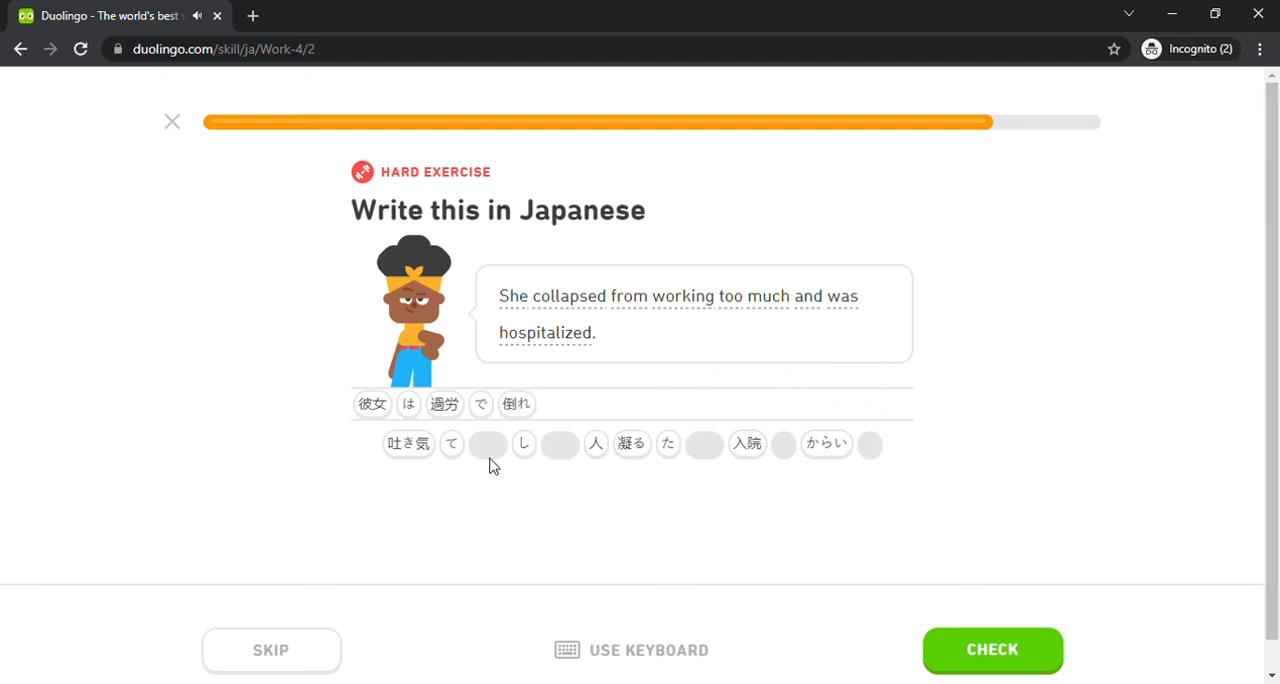 Duolingo - The world's best
duolingo.com/skill/ja/Work-4/2
Incognito (2)
HARD EXERCISE
Write this in Japanese
She collapsed from working too much and was
hospitalized.
彼女 は 過労 で 倒れ
吐き気 て し 人 凝る た 入院 からい
SKIP
USE KEYBOARD
CHECK